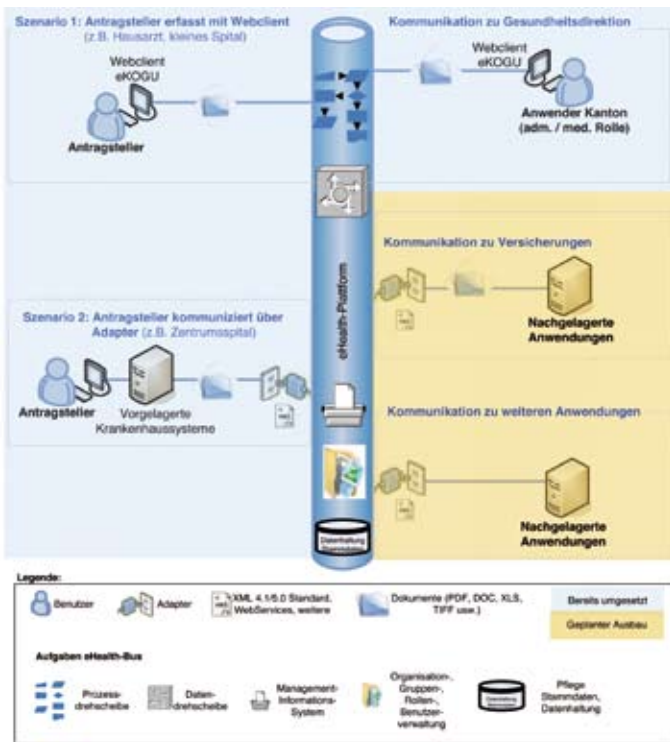 Szenario 1: Antragsteller erfasst mit Webclient
(z.B. Hausarzt, kleines Spital)
Webclient
eKOGU
Antragsteller
Kommunikation zu Gesundheitsdirektion
Webclient
eKOGU
Anwender Kanton
(adm. / med. Rolle)
eHealth-Plattform
Kommunikation zu Versicherungen
Nachgelagerte
Anwendungen
Szenario 2: Antragsteller kommuniziert über
Adapter (z.B. Zentrumsspital)
Antragsteller
Vorgelagerte
Krankenhaussysteme
Kommunikation zu weiteren Anwendungen
Nachgelagerte
Anwendungen
Datenhaltung
Stammdaten
Legende:
Benutzer
Adapter
XML 4.1/5.0 Standard,
WebServices, weitere
Dokumente (PDF, DOC, XLS,
TIFF usw.)
Bereits umgesetzt
Geplanter Ausbau
Aufgaben eHealth-Bus
Prozess-
drehscheibe
Daten-
drehscheibe
Management-
Informations-
System
Organisation-,
Gruppen-,
Rollen-,
Benutzer-
verwaltung
Pflege
Stammdaten,
Datenhaltung